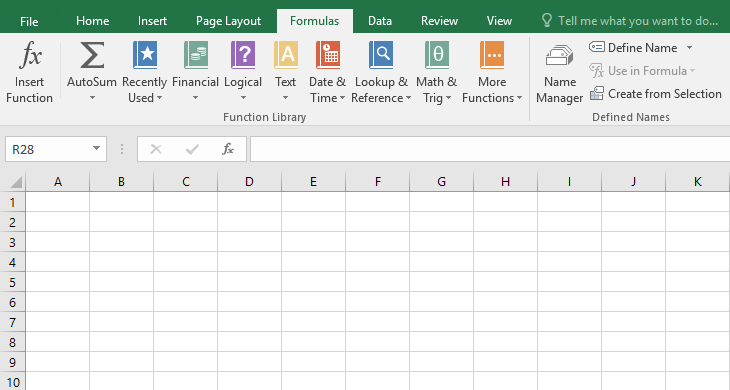 File Home Insert Page Layout Formulas Data Review View Tell me what you want to do...
fx Σ ? A θ
Insert Function
AutoSum
Recently Used
Financial
Logical
Text
Date & Time
Lookup & Reference
Math & Trig
More Functions
Name Manager
Define Name
Use in Formula
Create from Selection
Function Library
Defined Names
R28 fx
A B C D E F G H I J K
1
2
3
4
5
6
7
8
9
10